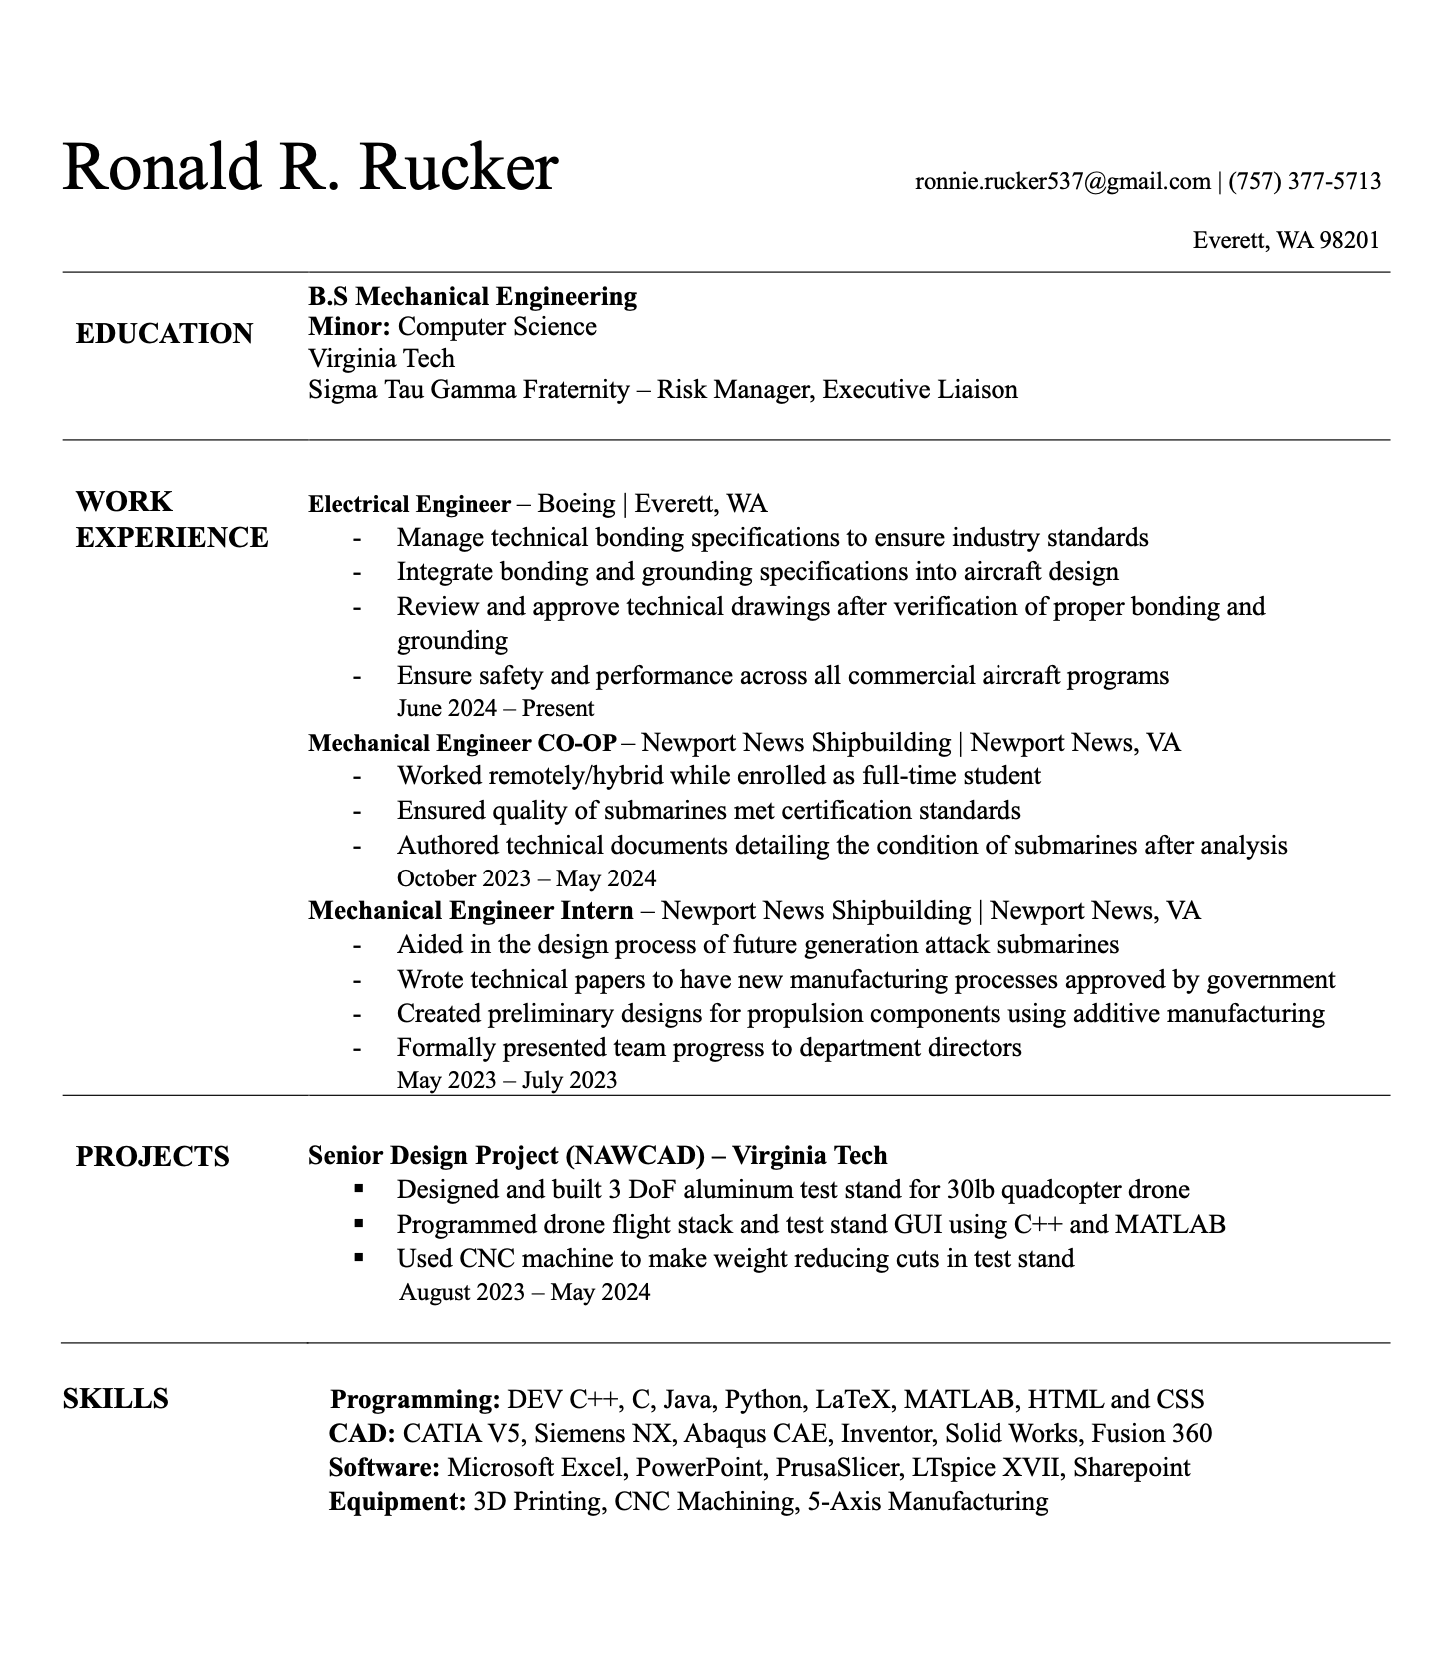 Ronald R. Rucker
ronnie.rucker537@gmail.com | (757) 377-5713
Everett, WA 98201
EDUCATION
B.S Mechanical Engineering
Minor: Computer Science
Virginia Tech
Sigma Tau Gamma Fraternity – Risk Manager, Executive Liaison
WORK
EXPERIENCE
Electrical Engineer – Boeing | Everett, WA
- Manage technical bonding specifications to ensure industry standards
- Integrate bonding and grounding specifications into aircraft design
- Review and approve technical drawings after verification of proper bonding and
grounding
- Ensure safety and performance across all commercial aircraft programs
June 2024 – Present
Mechanical Engineer CO-OP – Newport News Shipbuilding | Newport News, VA
- Worked remotely/hybrid while enrolled as full-time student
- Ensured quality of submarines met certification standards
- Authored technical documents detailing the condition of submarines after analysis
October 2023 – May 2024
Mechanical Engineer Intern – Newport News Shipbuilding | Newport News, VA
- Aided in the design process of future generation attack submarines
- Wrote technical papers to have new manufacturing processes approved by government
- Created preliminary designs for propulsion components using additive manufacturing
- Formally presented team progress to department directors
May 2023 – July 2023
PROJECTS
Senior Design Project (NAWCAD) – Virginia Tech
▪ Designed and built 3 DoF aluminum test stand for 30lb quadcopter drone
▪ Programmed drone flight stack and test stand GUI using C++ and MATLAB
▪ Used CNC machine to make weight reducing cuts in test stand
August 2023 – May 2024
SKILLS
Programming: DEV C++, C, Java, Python, LaTeX, MATLAB, HTML and CSS
CAD: CATIA V5, Siemens NX, Abaqus CAE, Inventor, Solid Works, Fusion 360
Software: Microsoft Excel, PowerPoint, PrusaSlicer, LTspice XVII, Sharepoint
Equipment: 3D Printing, CNC Machining, 5-Axis Manufacturing